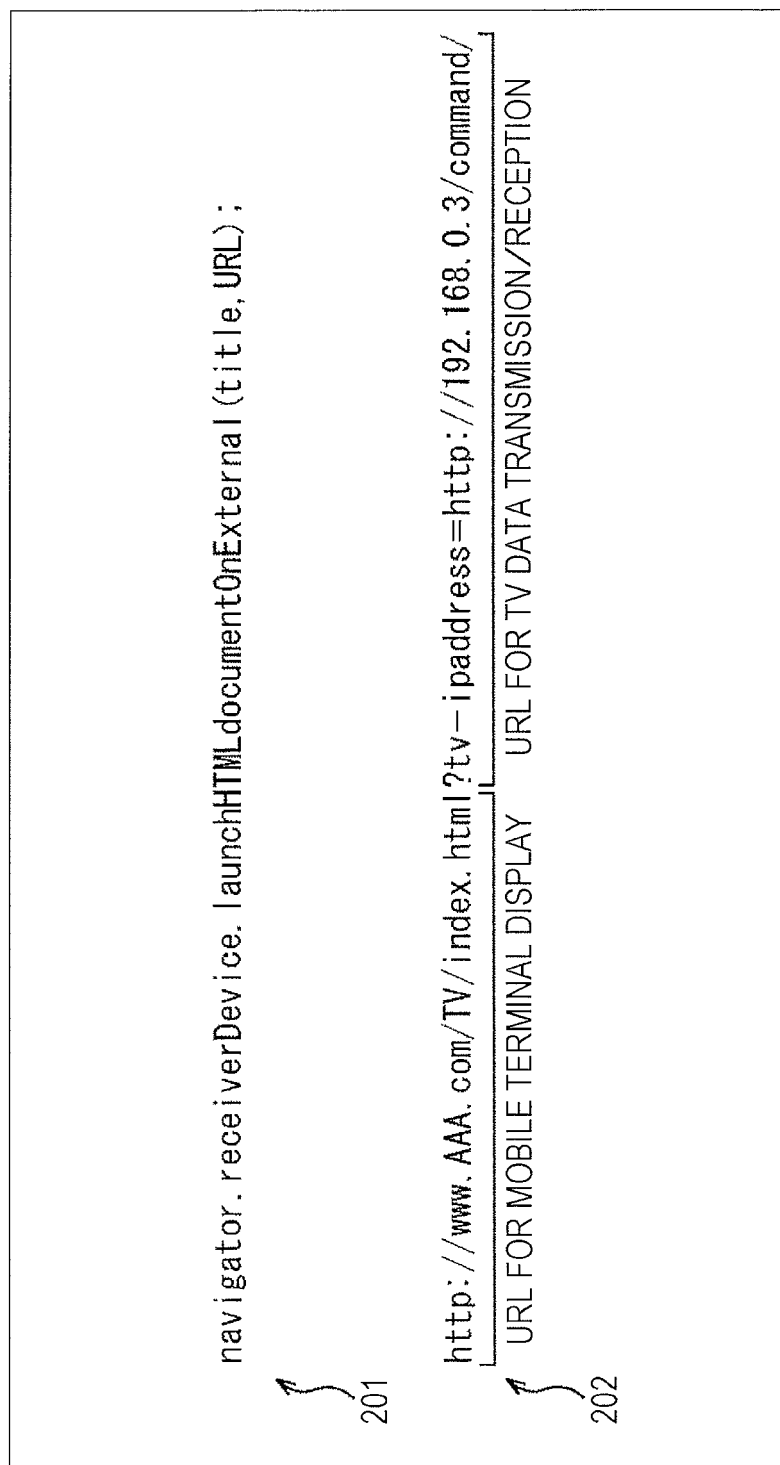 navigator.receiverDevice.launchHTMLdocumentOnExternal(title,URL);
201
http://www.AAA.com/TV/index.html?tv-ipaddress=http://192.168.0.3/command/
URL FOR MOBILE TERMINAL DISPLAY URL FOR TV DATA TRANSMISSION/RECEPTION
202